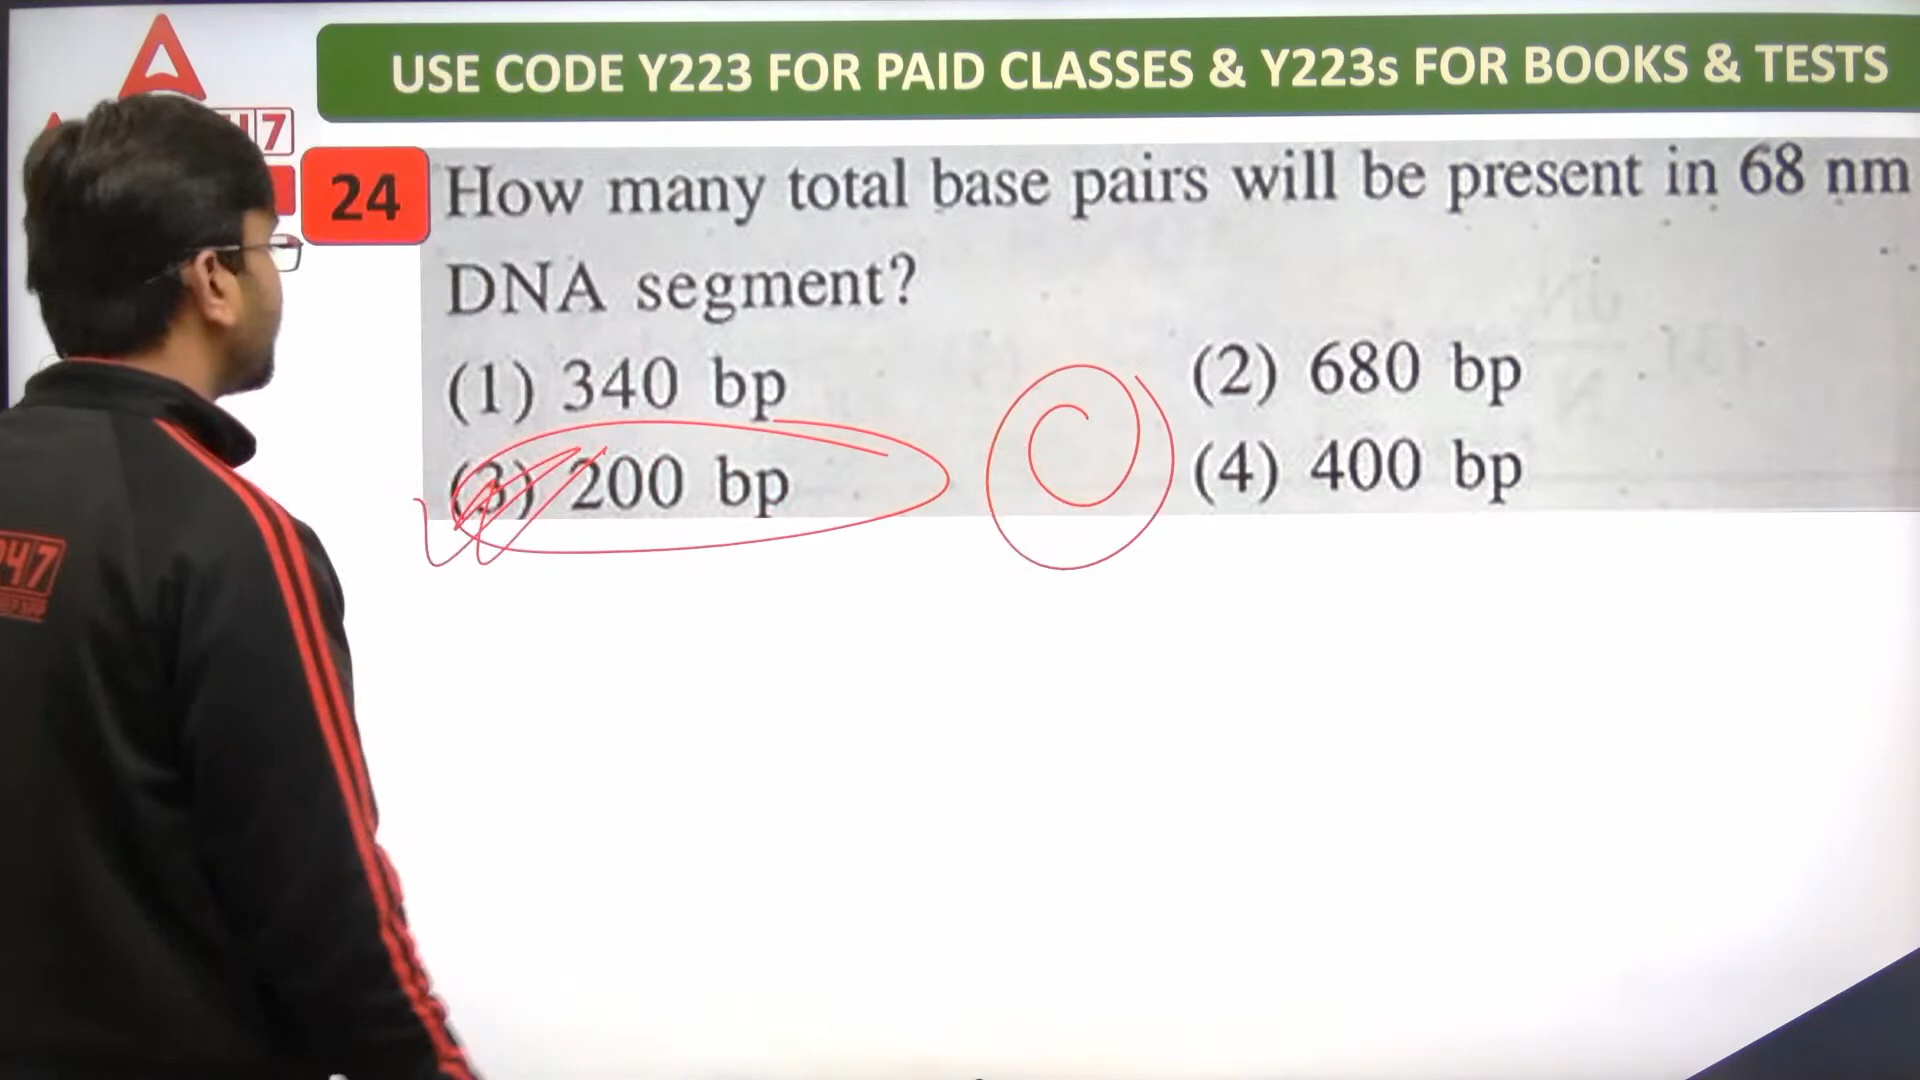 USE CODE Y223 FOR PAID CLASSES & Y223s FOR BOOKS & TESTS
24 How many total base pairs will be present in 68 nm
DNA segment?
(1) 340 bp (2) 680 bp
(3) 200 bp (4) 400 bp